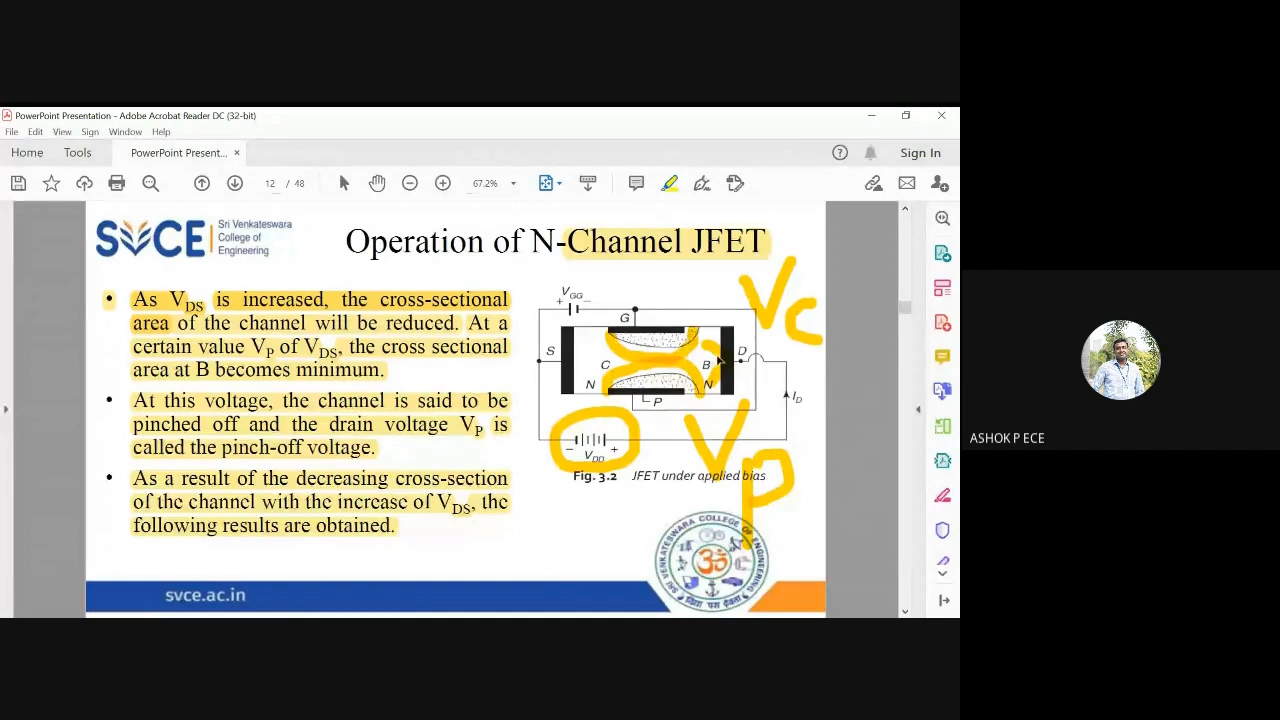 PowerPoint Presentation - Adobe Acrobat Reader DC (32-bit)
File Edit View Sign Window Help
Home Tools PowerPoint Present... × Sign In
12 / 48 67.2%
SVCE Sri Venkateswara
College of
Engineering
Operation of N-Channel JFET
• As VDS is increased, the cross-sectional
area of the channel will be reduced. At a
certain value VP of VDS, the cross sectional
area at B becomes minimum.
• At this voltage, the channel is said to be
pinched off and the drain voltage VP is
called the pinch-off voltage.
• As a result of the decreasing cross-section
of the channel with the increase of VDS, the
following results are obtained.
VGG
+ −
G
S
D
C
B
N
N
P
ID
− +
VDD
Vc
Vp
Fig. 3.2 JFET under applied bias
SRI VENKATESWARA COLLEGE OF ENGINEERING
svce.ac.in
ASHOK P ECE